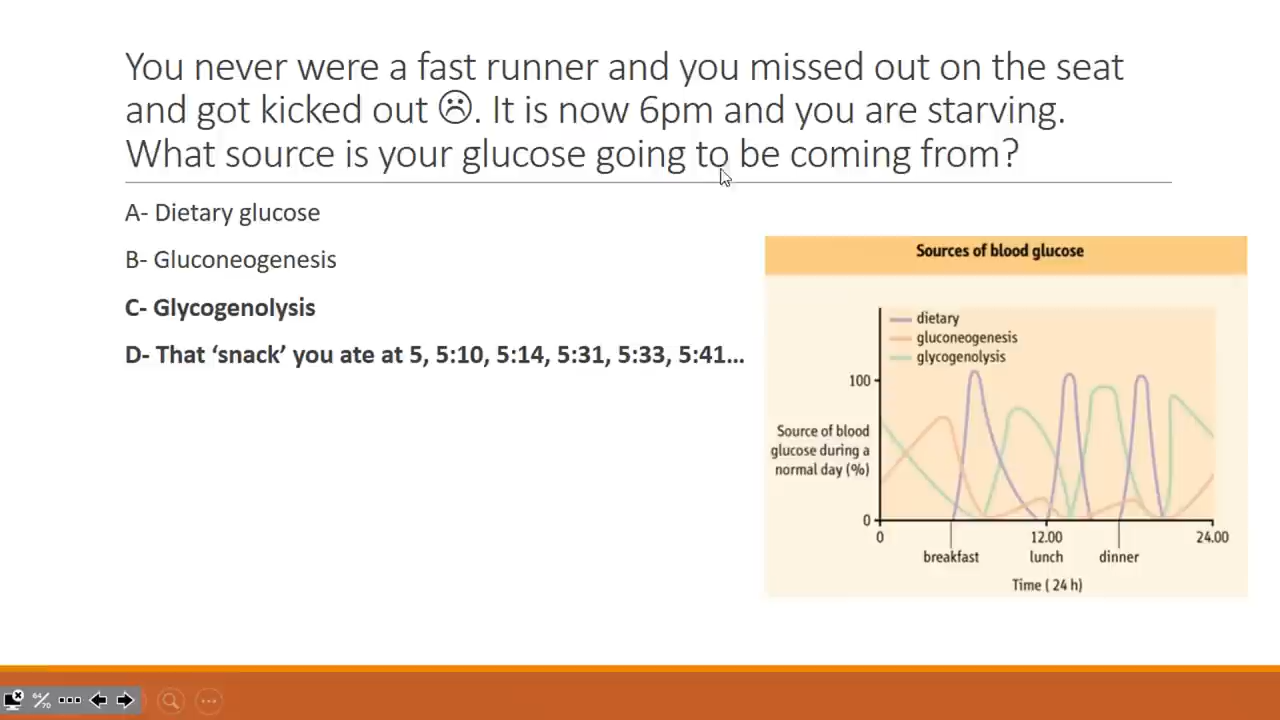 You never were a fast runner and you missed out on the seat
and got kicked out ☹. It is now 6pm and you are starving.
What source is your glucose going to be coming from?
A- Dietary glucose
B- Gluconeogenesis
C- Glycogenolysis
D- That ‘snack’ you ate at 5, 5:10, 5:14, 5:31, 5:33, 5:41...
Sources of blood glucose
dietary
gluconeogenesis
glycogenolysis
100
Source of blood
glucose during a
normal day (%)
0
0
12.00
24.00
breakfast
lunch
dinner
Time ( 24 h)